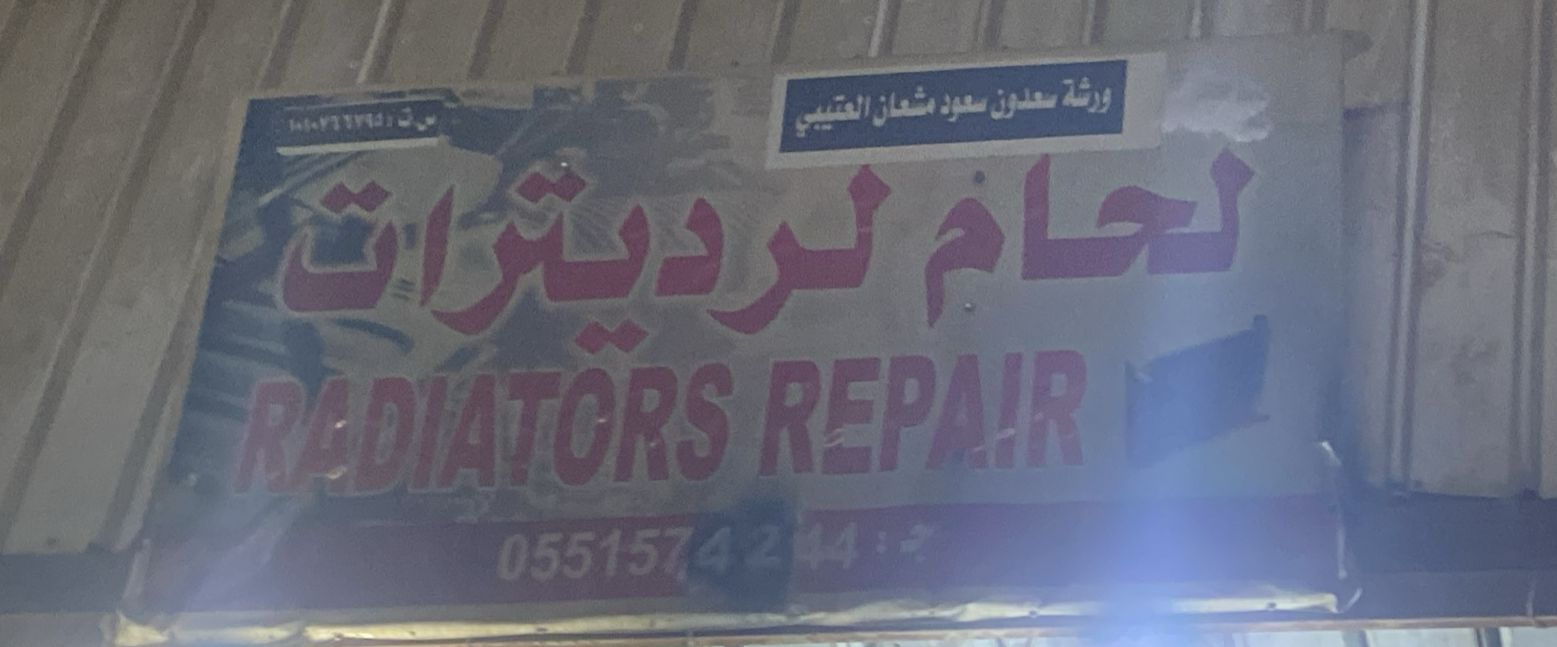 ورشة سعدون سعود مشعان العتيبي
س.ت :
لحام لرديترات
RADIATORS REPAIR
ج : 0551574244